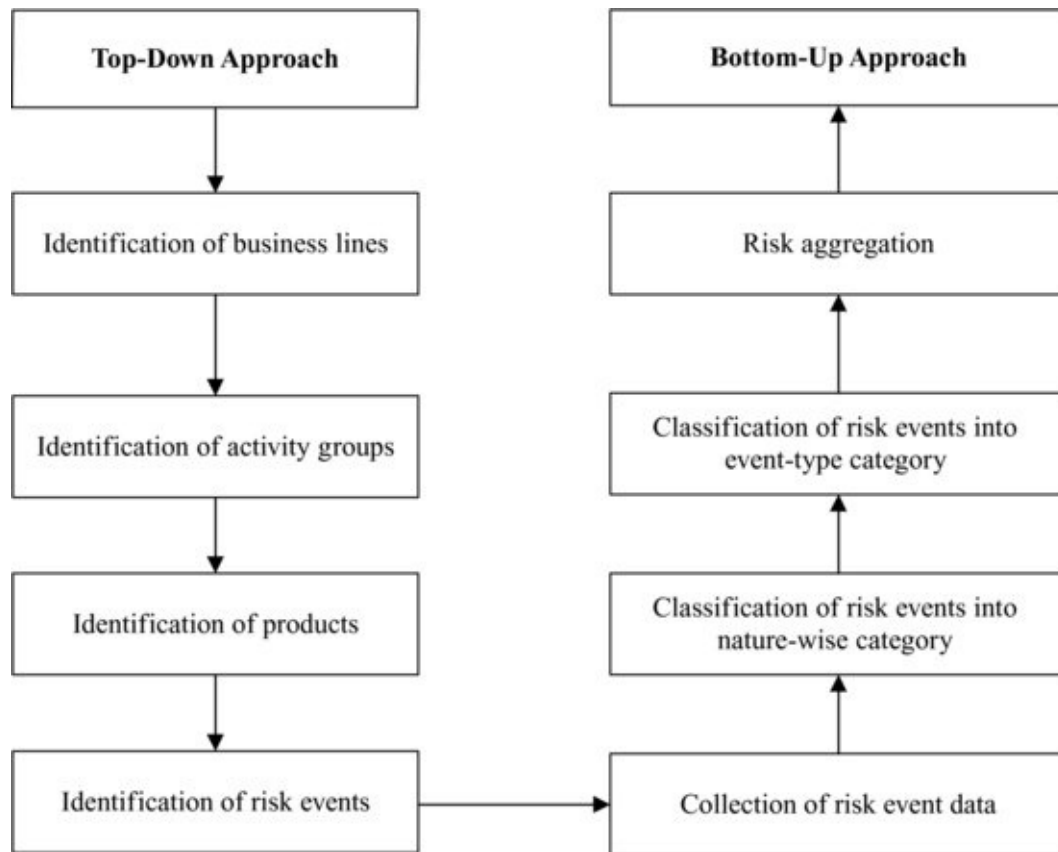 Top-Down Approach
Identification of business lines
Identification of activity groups
Identification of products
Identification of risk events
Bottom-Up Approach
Risk aggregation
Classification of risk events into
event-type category
Classification of risk events into
nature-wise category
Collection of risk event data